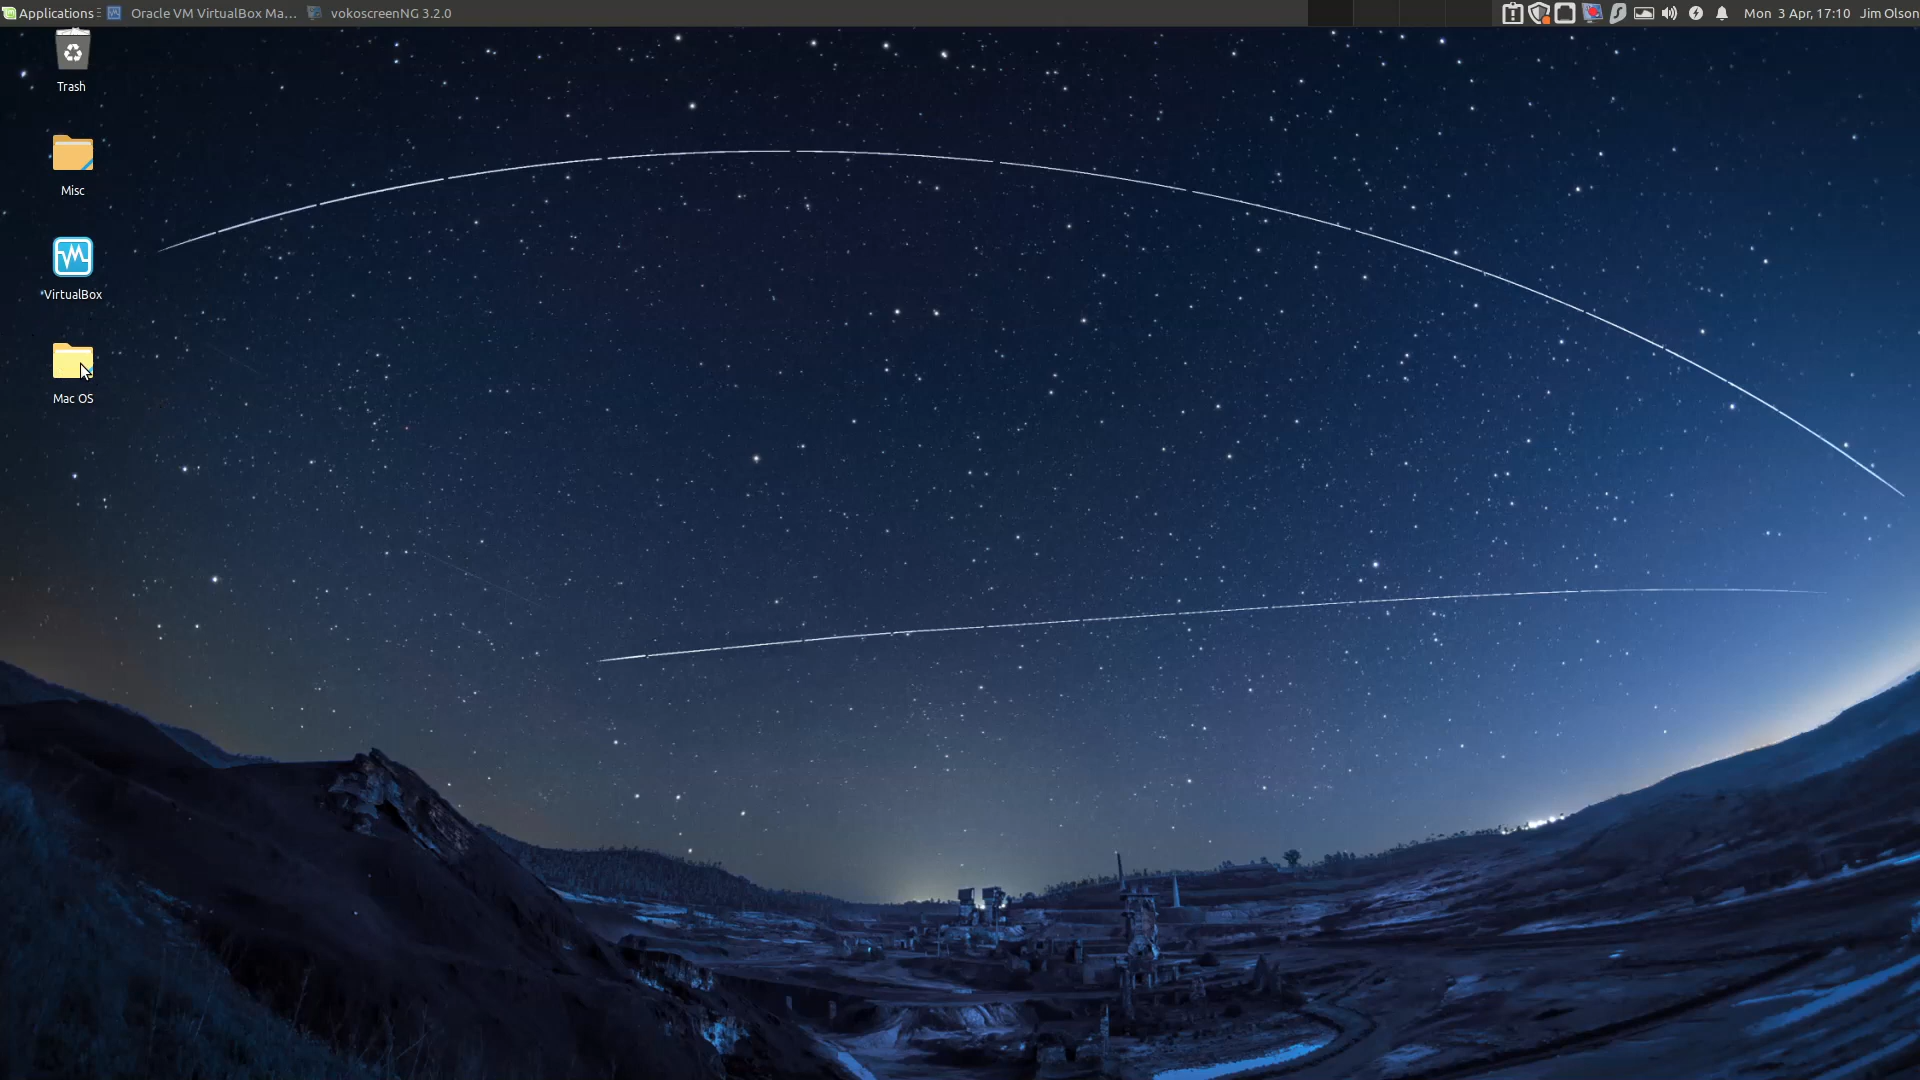 Applications
Oracle VM VirtualBox Ma...
vokoscreenNG 3.2.0
Mon 3 Apr, 17:10
Jim Olson
Trash
Misc
VirtualBox
Mac OS